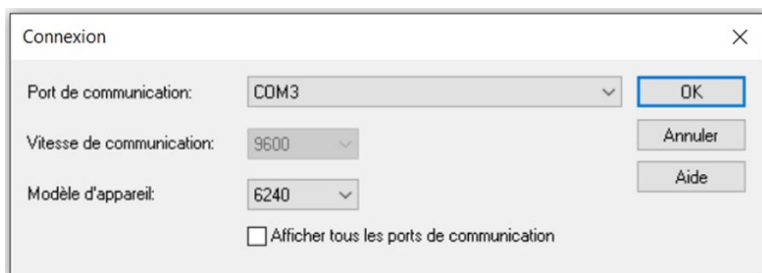 Connexion
Port de communication: COM3 OK
Vitesse de communication: 9600 Annuler
Modèle d'appareil: 6240 Aide
Afficher tous les ports de communication